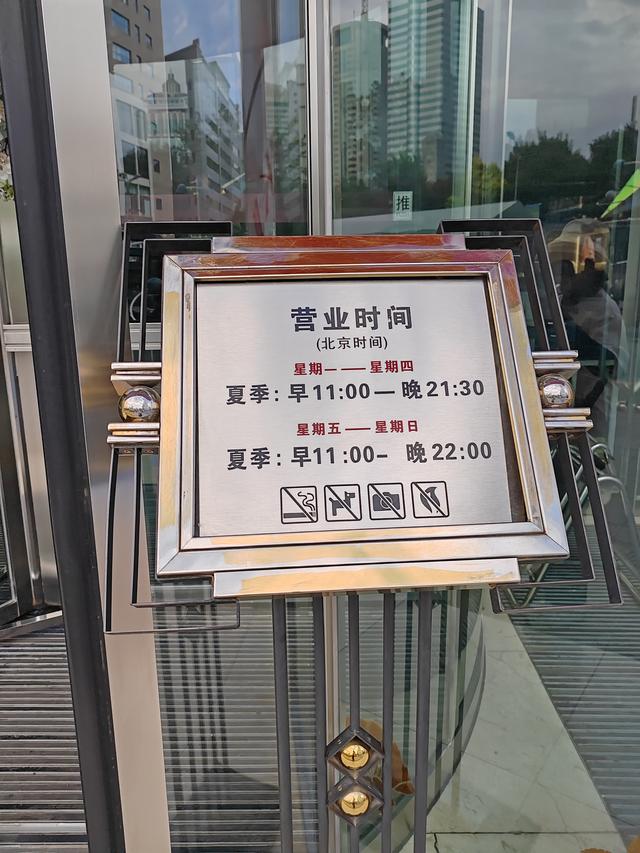 推
营业时间
(北京时间)
星期一——星期四
夏季:早11:00—晚21:30
星期五——星期日
夏季:早11:00- 晚22:00